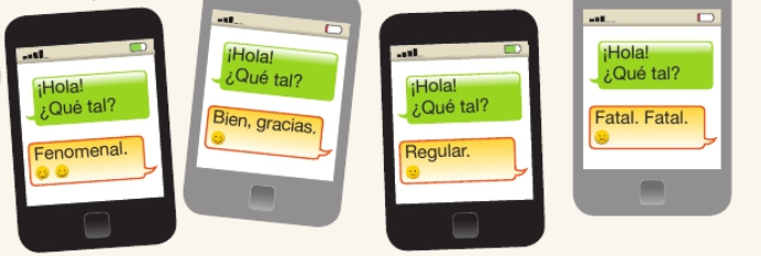 ¡Hola!
¿Qué tal?
Fenomenal.
¡Hola!
¿Qué tal?
Bien, gracias.
¡Hola!
¿Qué tal?
Regular.
¡Hola!
¿Qué tal?
Fatal. Fatal.